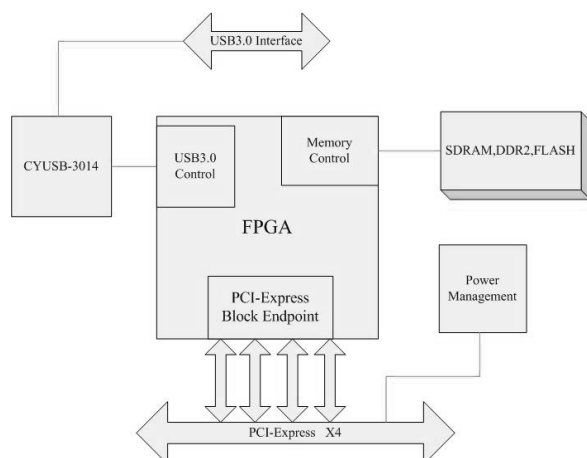 USB3.0 Interface
CYUSB-3014
USB3.0
Control
Memory
Control
SDRAM,DDR2,FLASH
FPGA
PCI-Express
Block Endpoint
Power
Management
PCI-Express X4